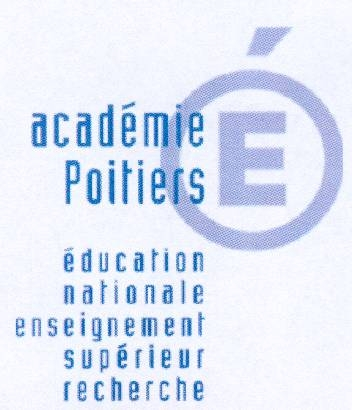 académie
Poitiers
É
éducation
nationale
enseignement
supérieur
recherche